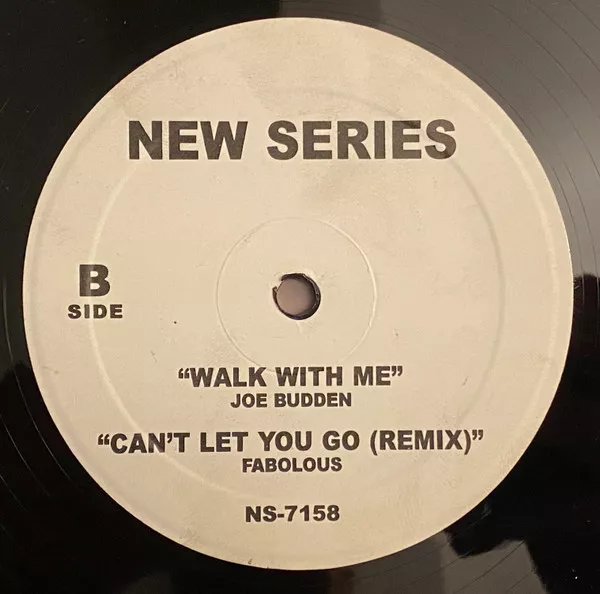 NEW SERIES
B
SIDE
“WALK WITH ME”
JOE BUDDEN
“CAN'T LET YOU GO (REMIX)”
FABOLOUS
NS-7158